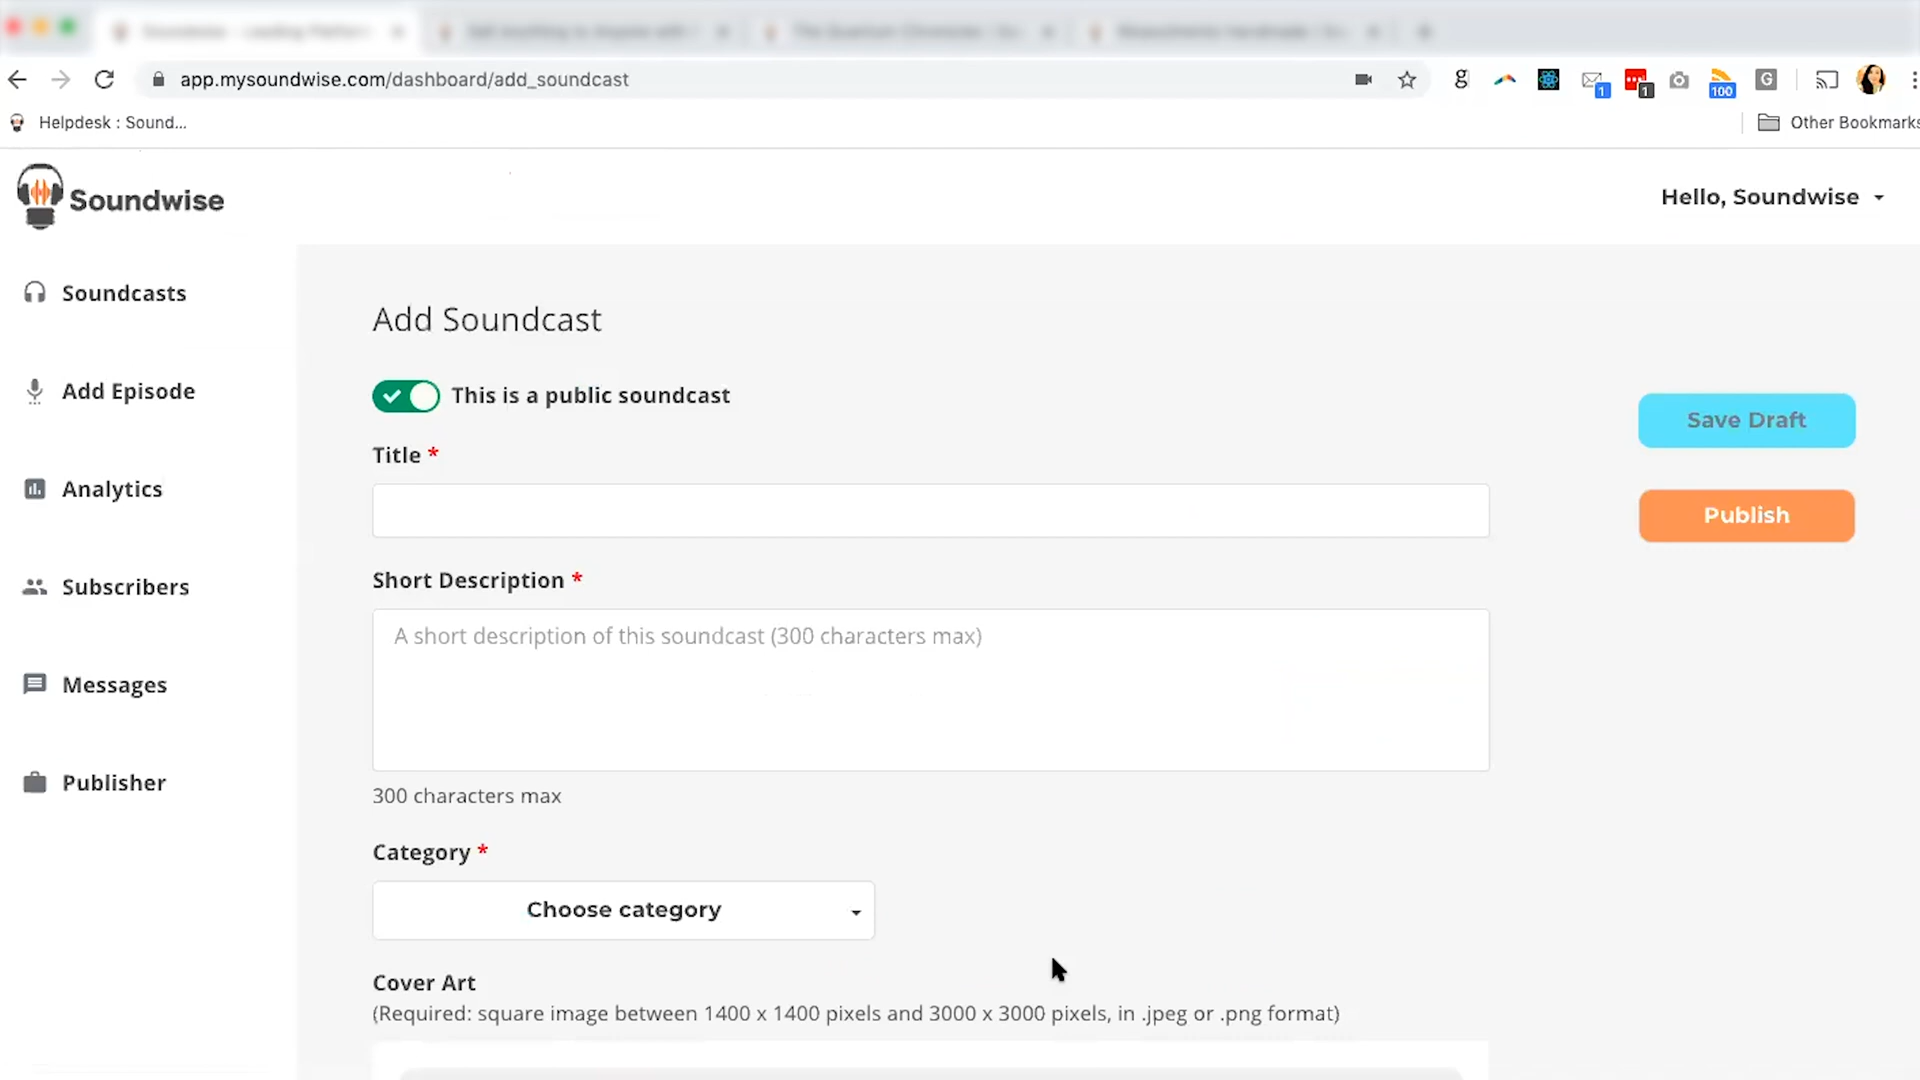 app.mysoundwise.com/dashboard/add_soundcast
g
1
1
100
G
Helpdesk : Sound...
Other Bookmarks
Soundwise
Hello, Soundwise
Soundcasts
Add Episode
Analytics
Subscribers
Messages
Publisher
Add Soundcast
This is a public soundcast
Title *
Short Description *
A short description of this soundcast (300 characters max)
300 characters max
Category *
Choose category
Cover Art
(Required: square image between 1400 x 1400 pixels and 3000 x 3000 pixels, in .jpeg or .png format)
Save Draft
Publish